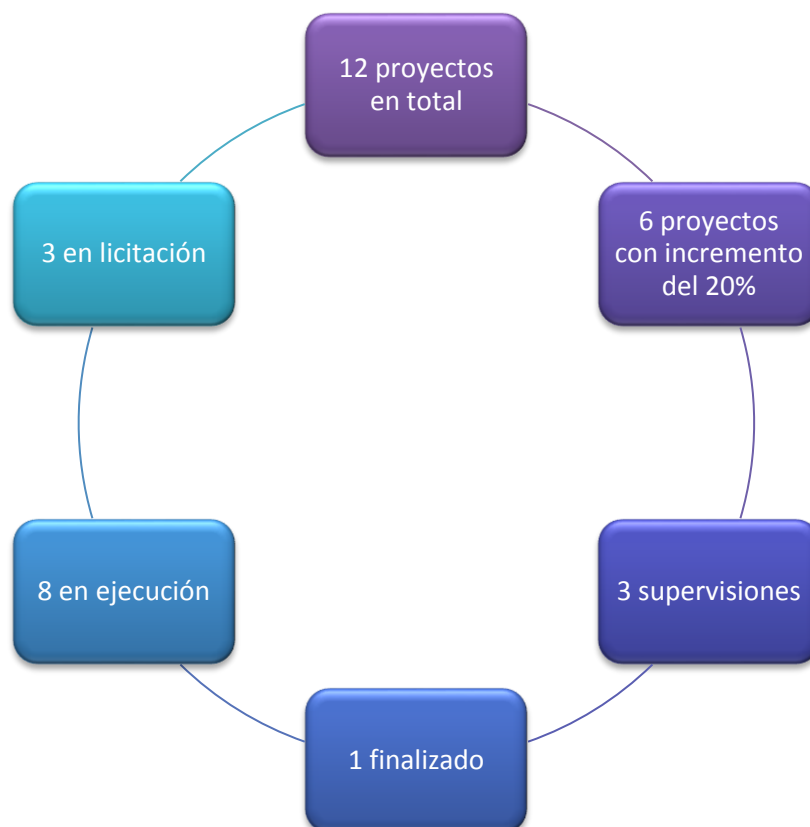 12 proyectos
en total
6 proyectos
con incremento
del 20%
3 supervisiones
1 finalizado
8 en ejecución
3 en licitación